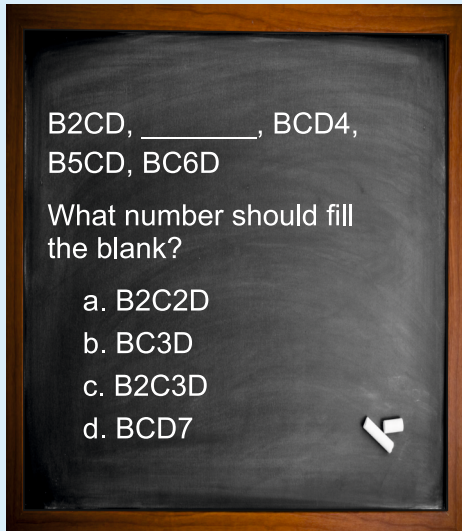 B2CD, _______, BCD4,
B5CD, BC6D
What number should fill
the blank?
a. B2C2D
b. BC3D
c. B2C3D
d. BCD7